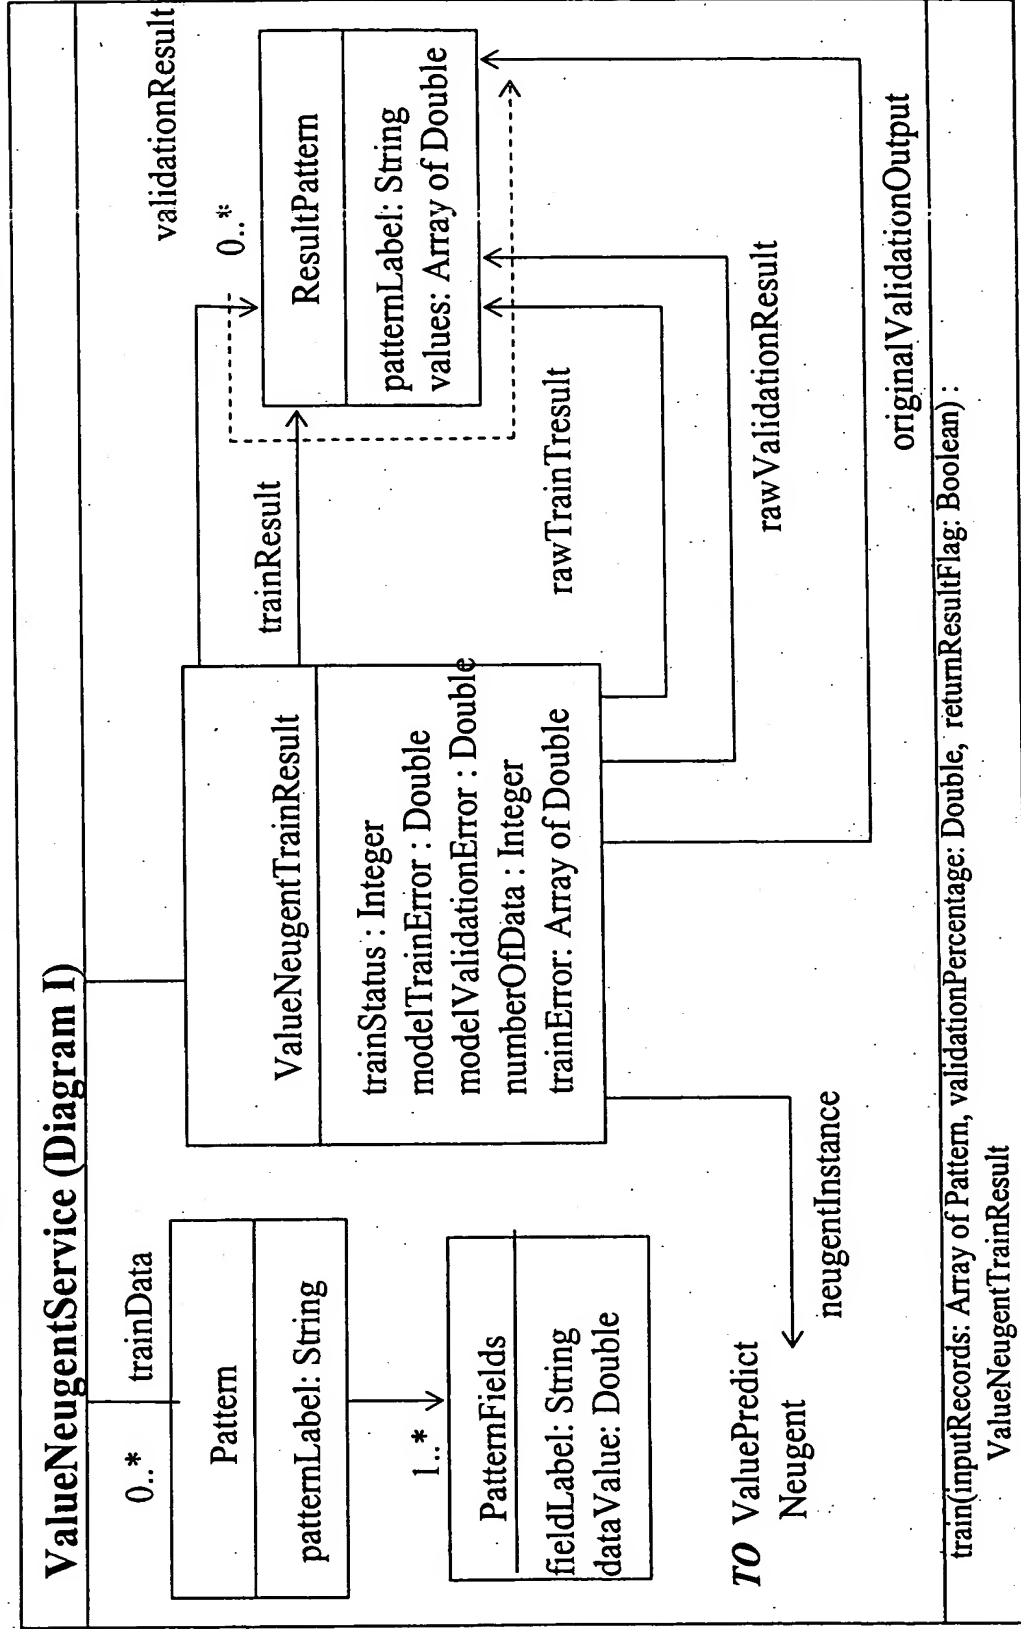 ValueNeugentService (Diagram I)
0..*
trainData
Pattern
patternLabel: String
1..*
PatternFields
fieldLabel: String
dataValue: Double
TO ValuePredict
Neugent
neugentInstance
ValueNeugentTrainResult
trainStatus : Integer
modelTrainError : Double
modelValidationError : Double
numberOfData : Integer
trainError: Array of Double
trainResult
validationResult
0..*
ResultPattern
patternLabel: String
values: Array of Double
rawTrainTresult
rawValidationResult
originalValidationOutput
train(inputRecords: Array of Pattern, validationPercentage: Double, returnResultFlag: Boolean) :
ValueNeugentTrainResult